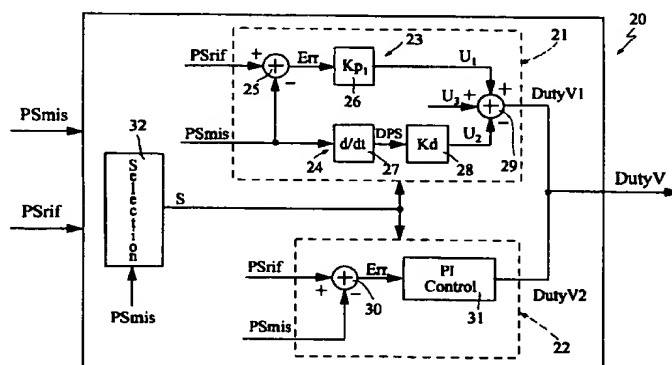 20
23
21
PSrif
+
Err
Kp1
U1
25
+
26
-
U3
+
+
DutyV1
PSmis
32
PSmis
d/dt
DPS
Kd
U2
-
29
24
27
28
Selection
S
DutyV
PSrif
PSmis
PSrif
Err
PI
Control
+
+
-
30
31
DutyV2
PSmis
22